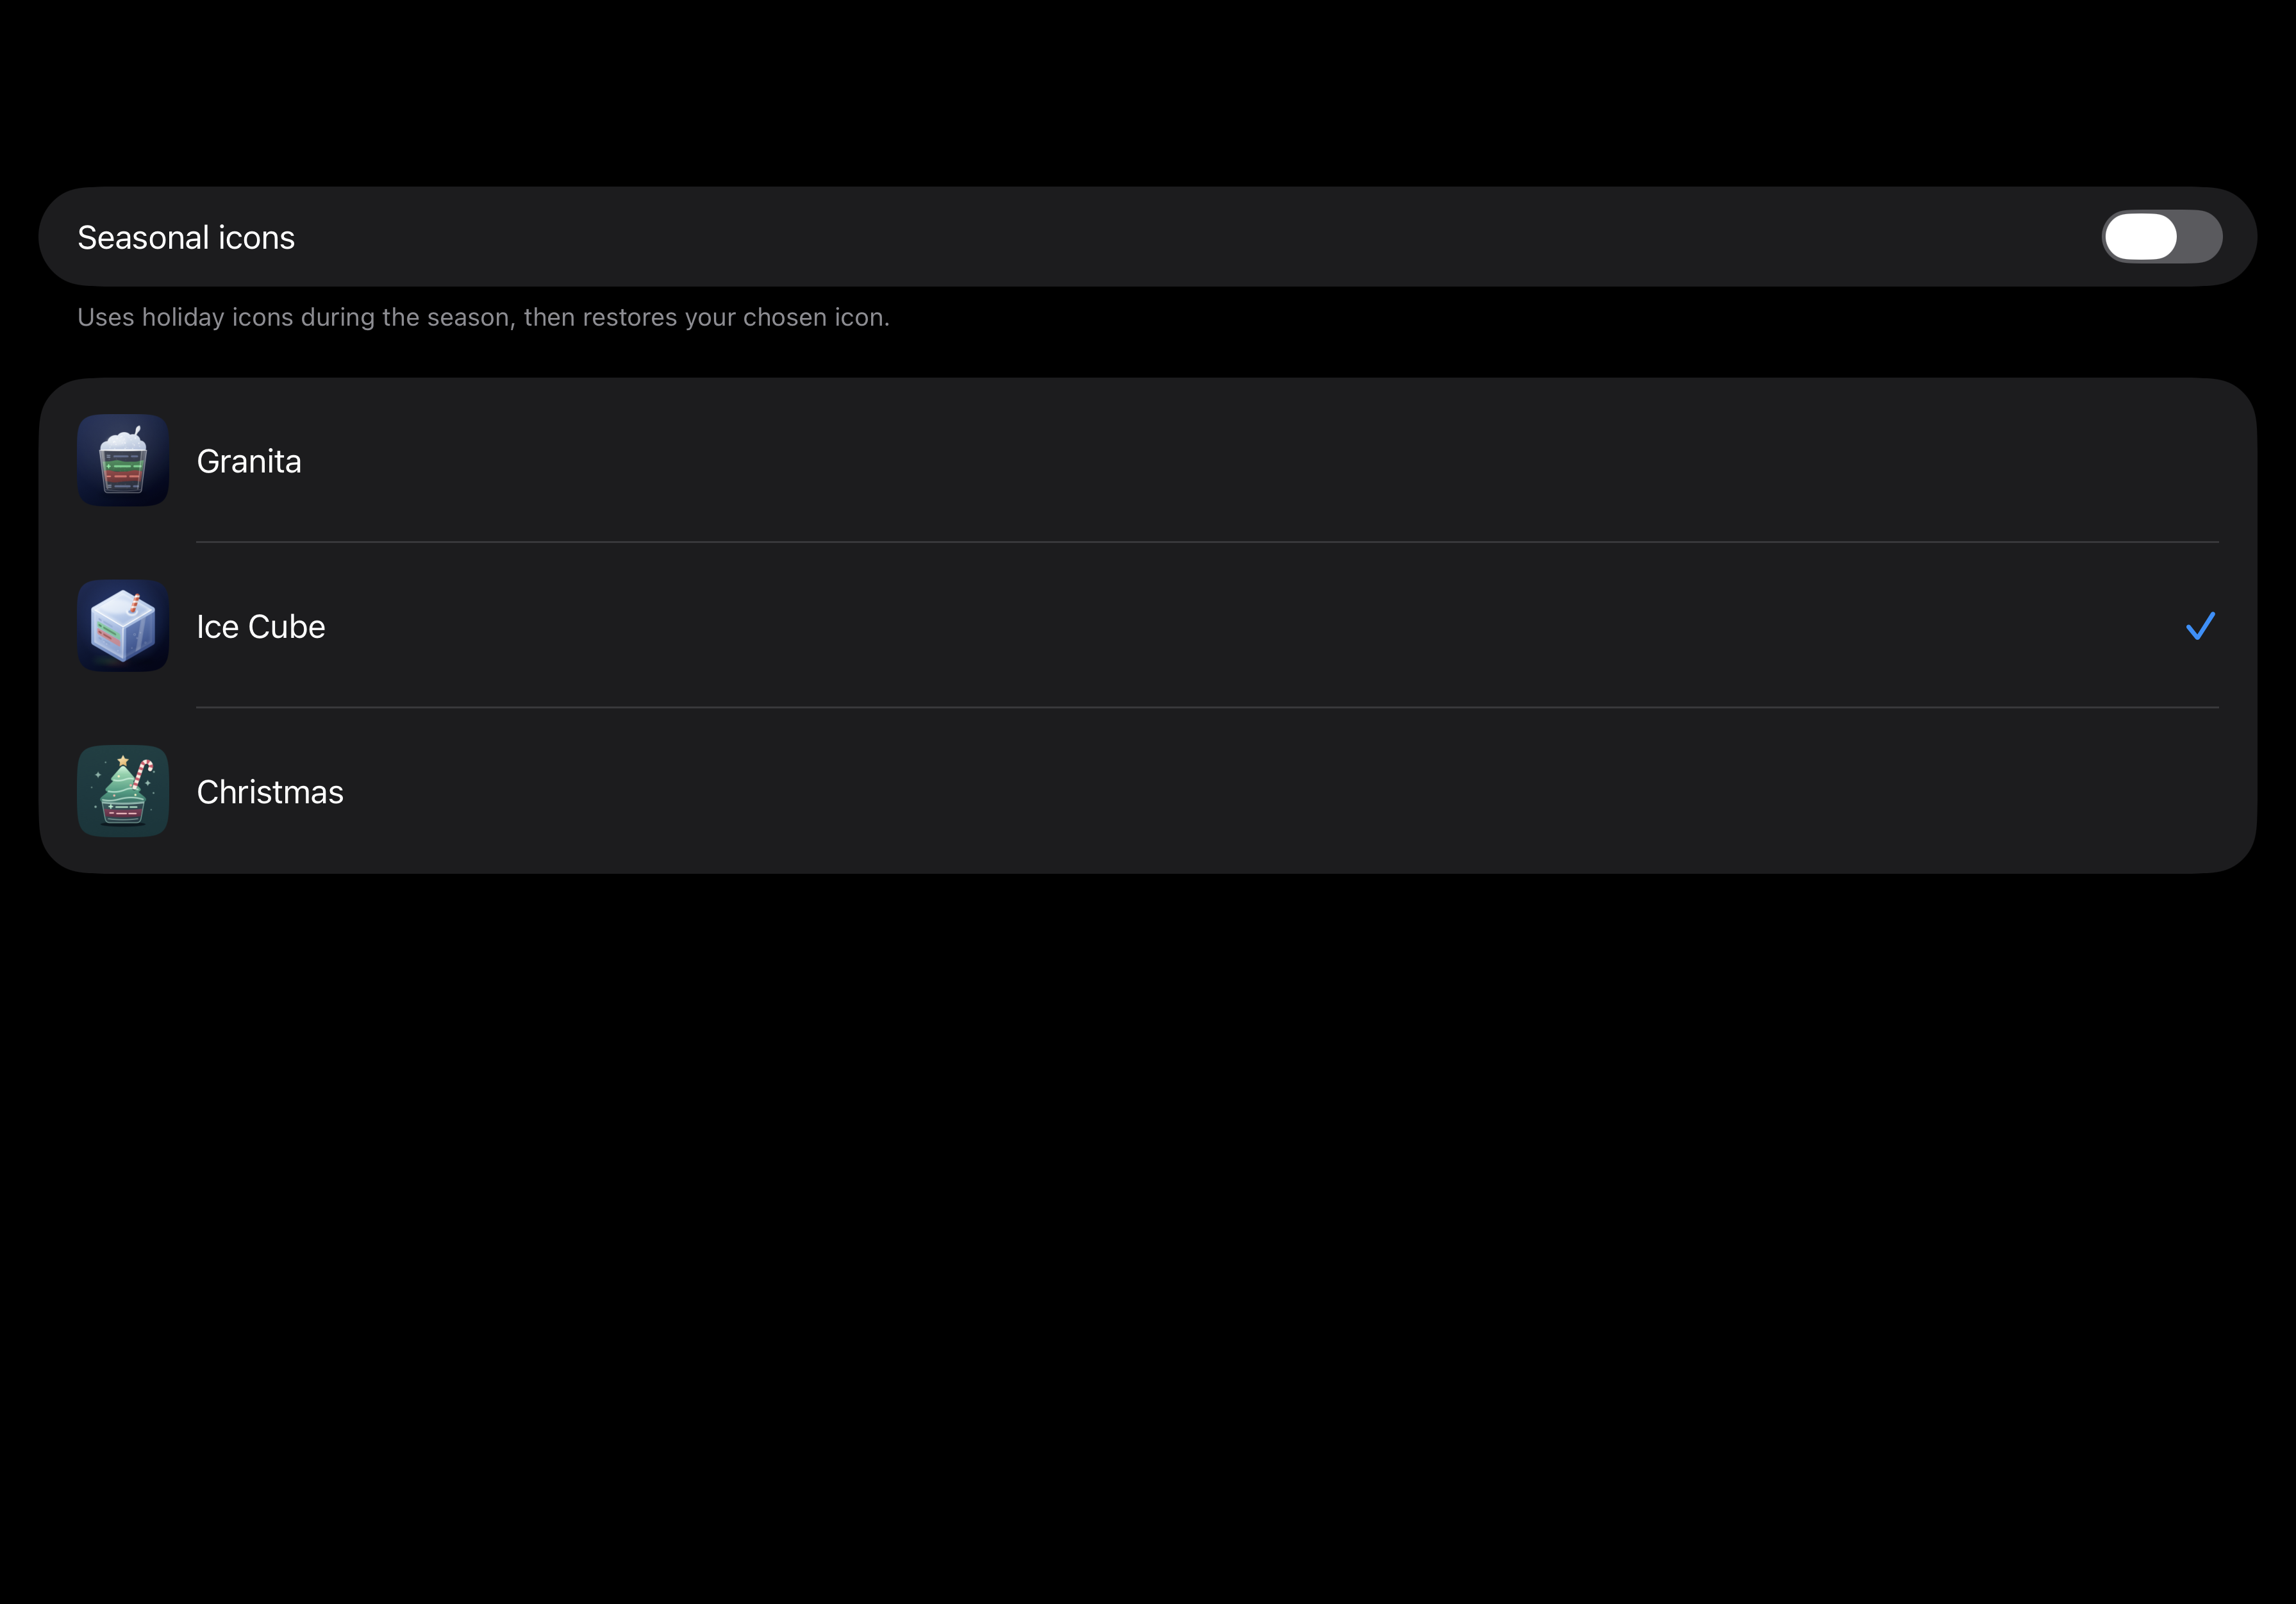 Seasonal icons
Uses holiday icons during the season, then restores your chosen icon.
Granita
Ice Cube
Christmas